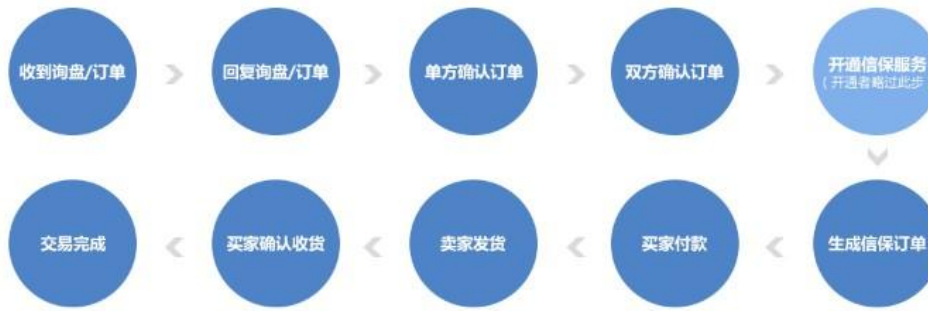 收到询盘/订单
回复询盘/订单
单方确认订单
双方确认订单
开通信保服务
(开通者略过此步
生成信保订单
买家付款
卖家发货
买家确认收货
交易完成